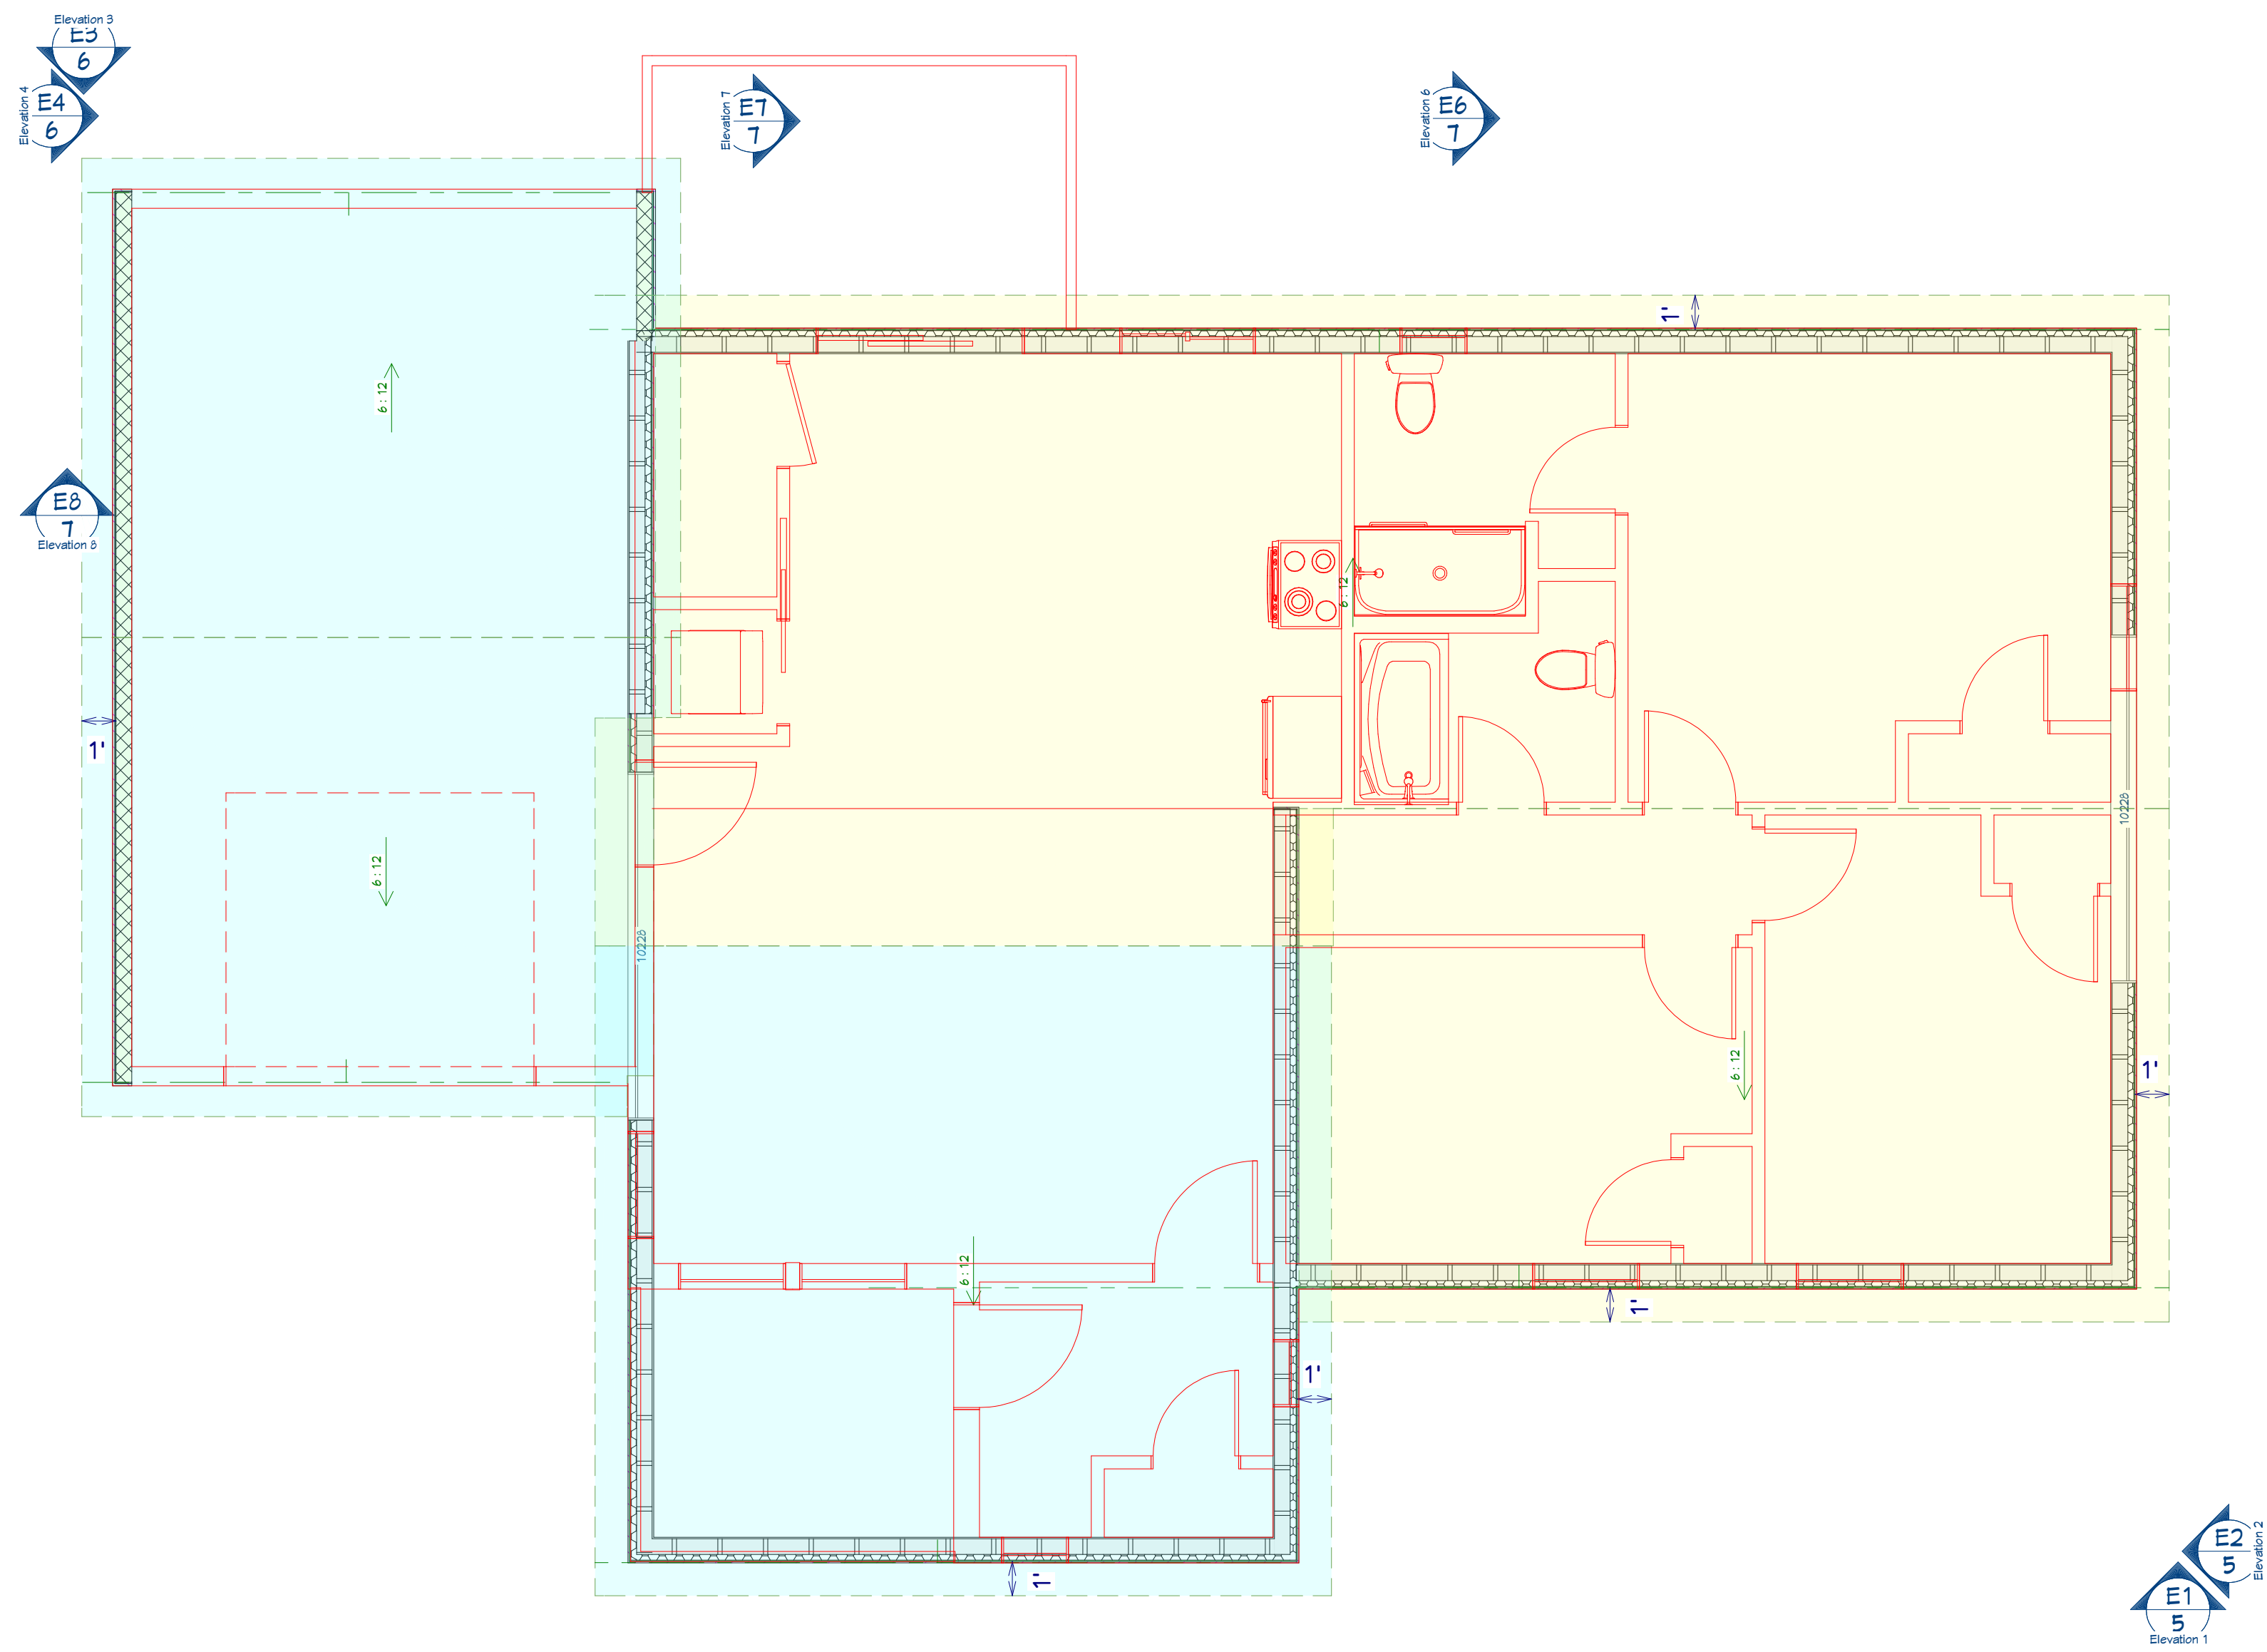 Elevation 3
E3
6
Elevation 4
E4
6
Elevation 7
E7
7
Elevation 6
E6
7
1'
6 : 12
E8
7
Elevation 8
6 : 12
1'
10228
6 : 12
10228
1'
6 : 12
6 : 12
1'
1'
1'
E2
5
Elevation 2
E1
5
Elevation 1